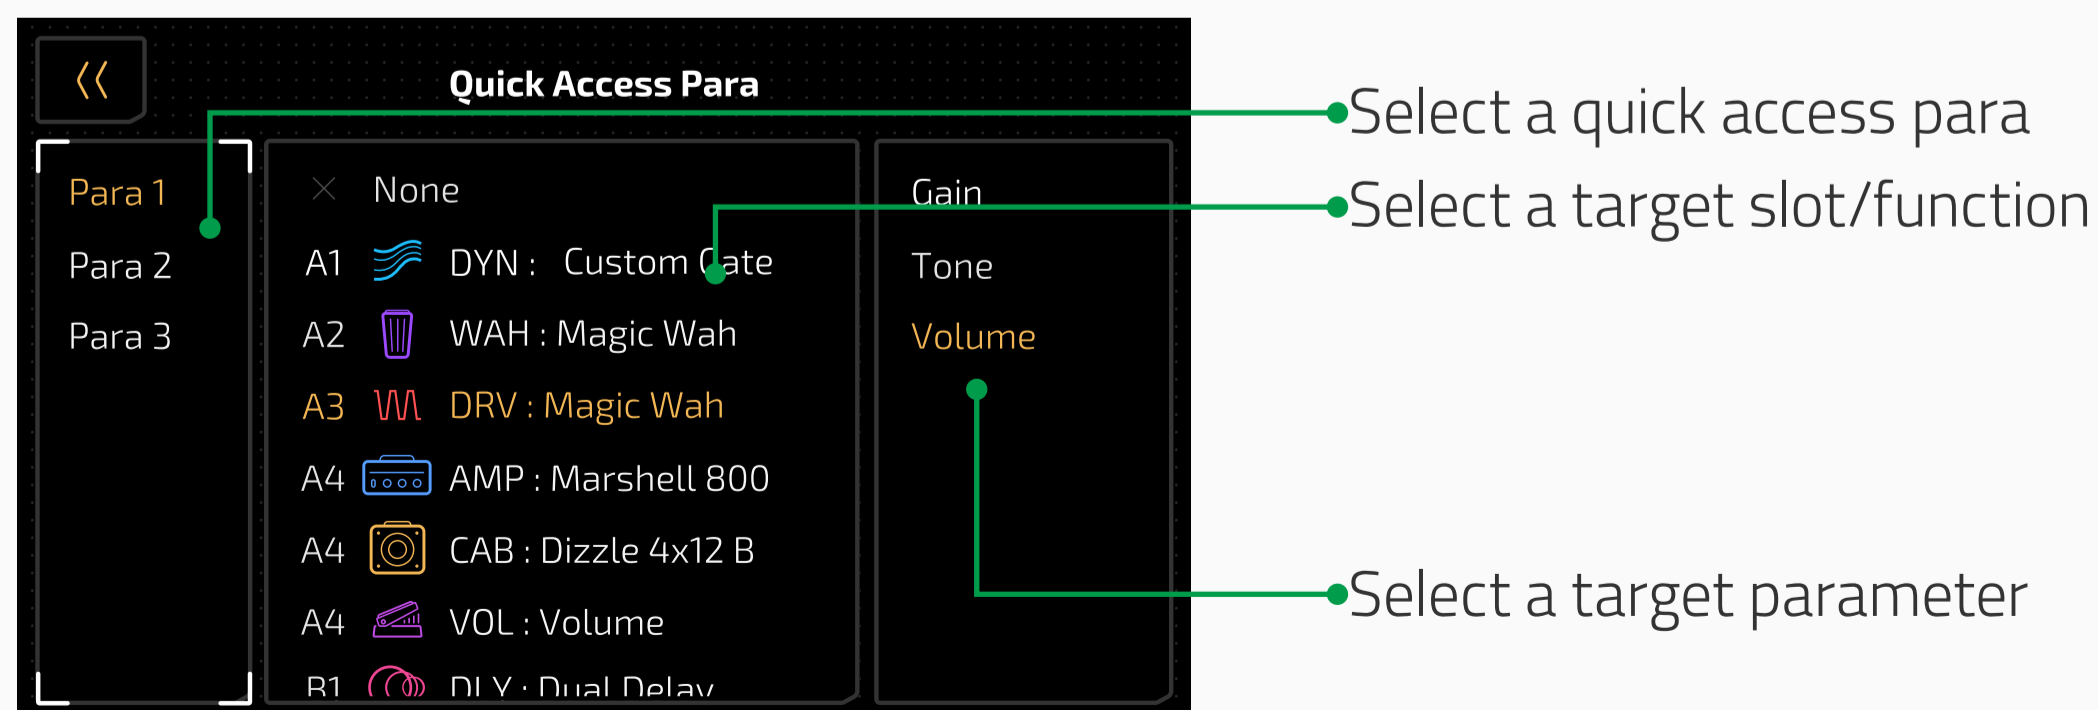 Quick Access Para
Para 1
Para 2
Para 3
× None
A1 DYN : Custom Gate
A2 WAH : Magic Wah
A3 DRV : Magic Wah
A4 AMP : Marshell 800
A4 CAB : Dizzle 4x12 B
A4 VOL : Volume
B1 DLY : Dual Delay
Gain
Tone
Volume
Select a quick access para
Select a target slot/function
Select a target parameter